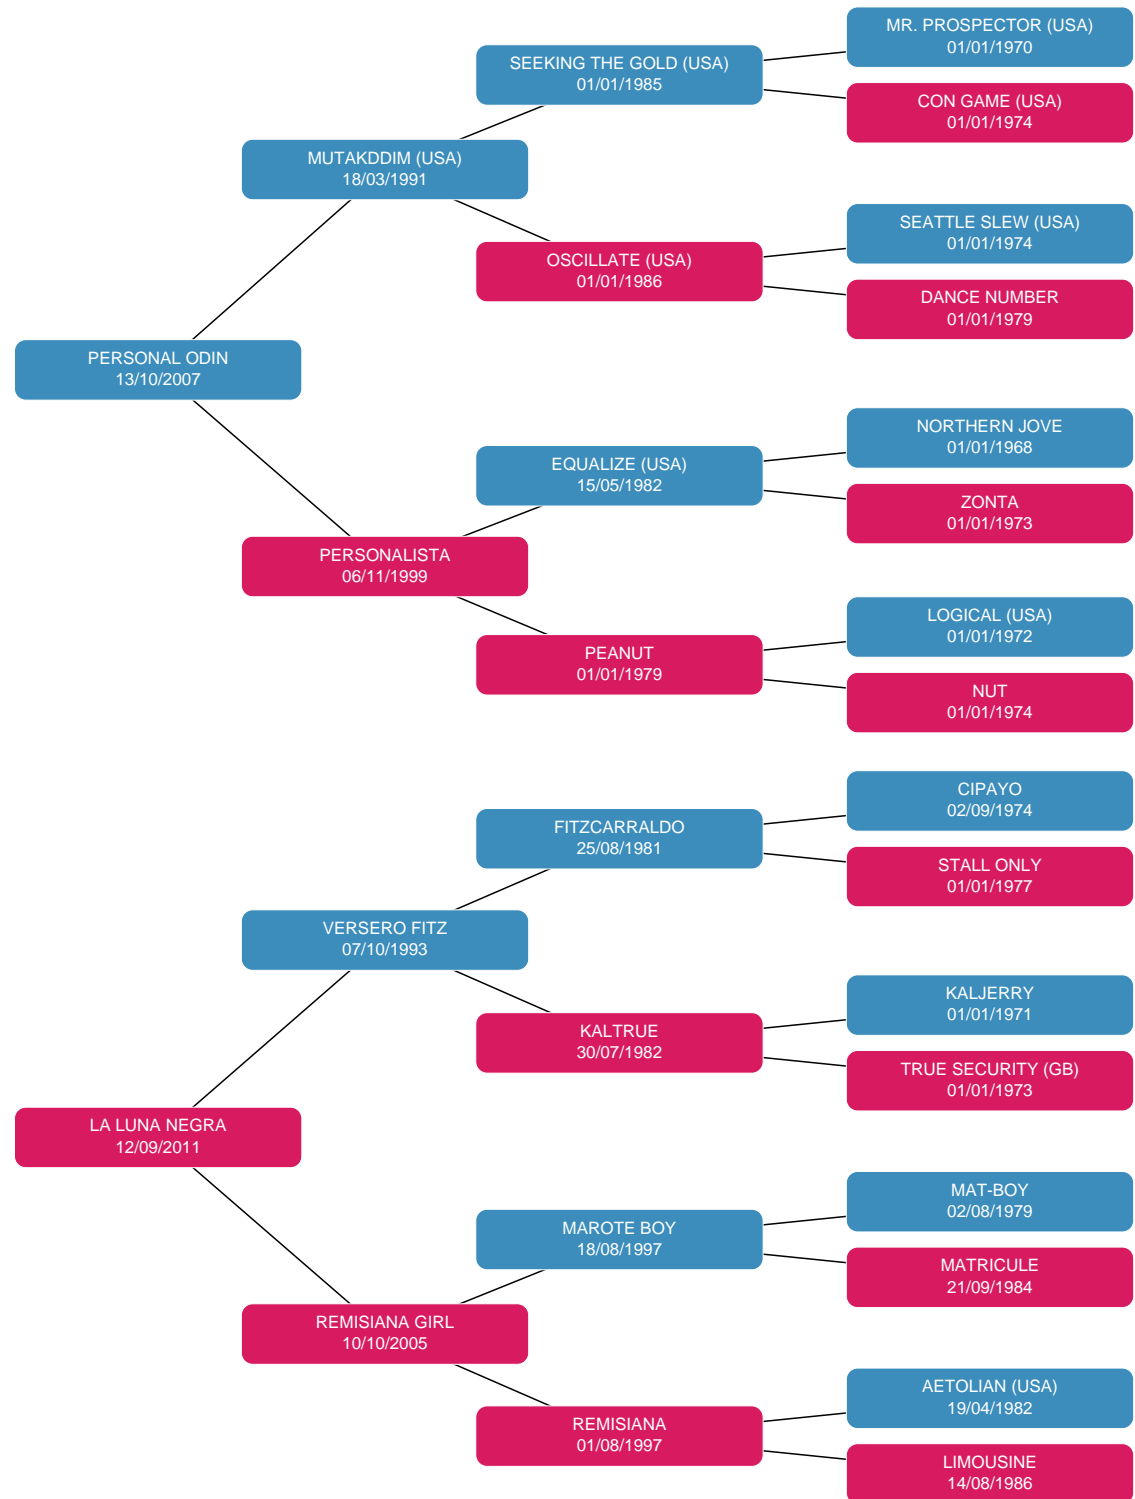 MR. PROSPECTOR (USA)
01/01/1970
SEEKING THE GOLD (USA)
01/01/1985
CON GAME (USA)
01/01/1974
MUTAKDDIM (USA)
18/03/1991
SEATTLE SLEW (USA)
01/01/1974
OSCILLATE (USA)
01/01/1986
DANCE NUMBER
01/01/1979
PERSONAL ODIN
13/10/2007
NORTHERN JOVE
01/01/1968
EQUALIZE (USA)
15/05/1982
ZONTA
01/01/1973
PERSONALISTA
06/11/1999
LOGICAL (USA)
01/01/1972
PEANUT
01/01/1979
NUT
01/01/1974
CIPAYO
02/09/1974
FITZCARRALDO
25/08/1981
STALL ONLY
01/01/1977
VERSERO FITZ
07/10/1993
KALJERRY
01/01/1971
KALTRUE
30/07/1982
TRUE SECURITY (GB)
01/01/1973
LA LUNA NEGRA
12/09/2011
MAT-BOY
02/08/1979
MAROTE BOY
18/08/1997
MATRICULE
21/09/1984
REMISIANA GIRL
10/10/2005
AETOLIAN (USA)
19/04/1982
REMISIANA
01/08/1997
LIMOUSINE
14/08/1986